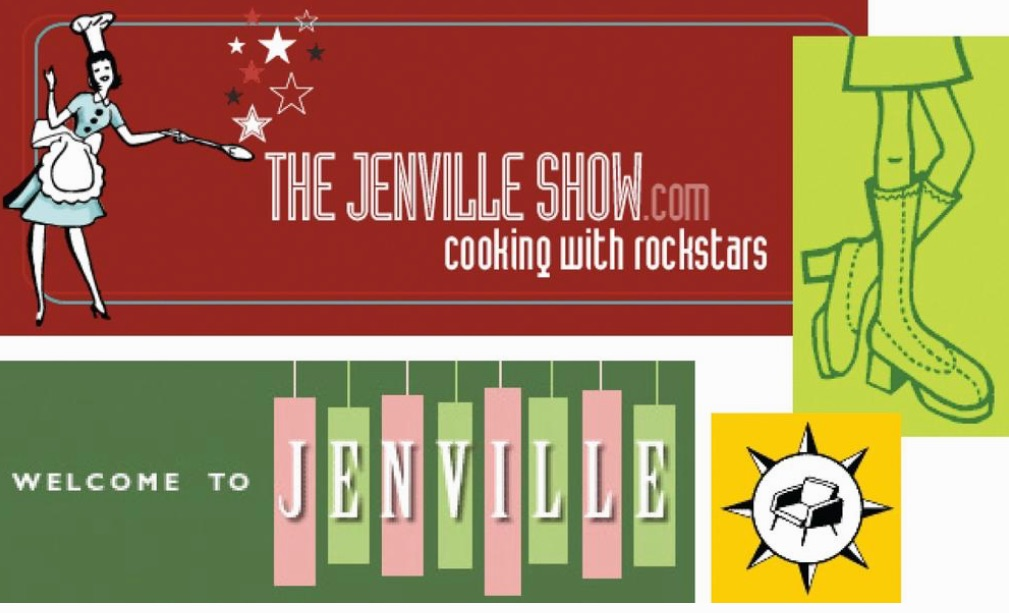 THE JENVILLE SHOW.com
cooking with rockstars
WELCOME TO JENVILLE